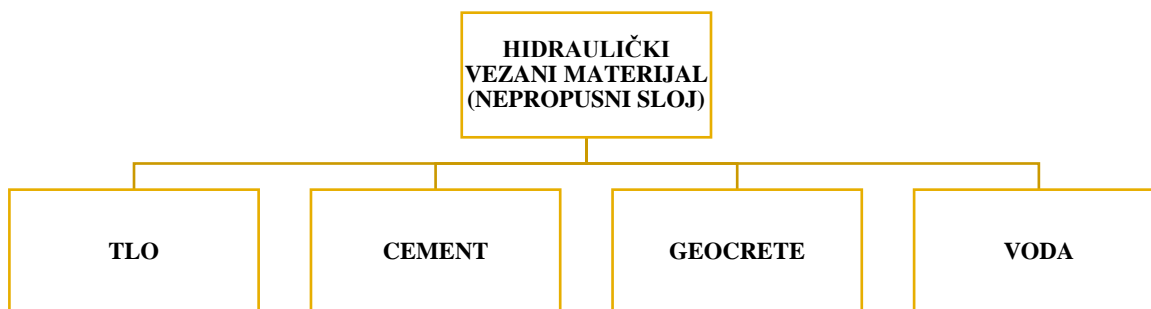 HIDRAULIČKI
VEZANI MATERIJAL
(NEPROPUSNI SLOJ)
TLO
CEMENT
GEOCRETE
VODA